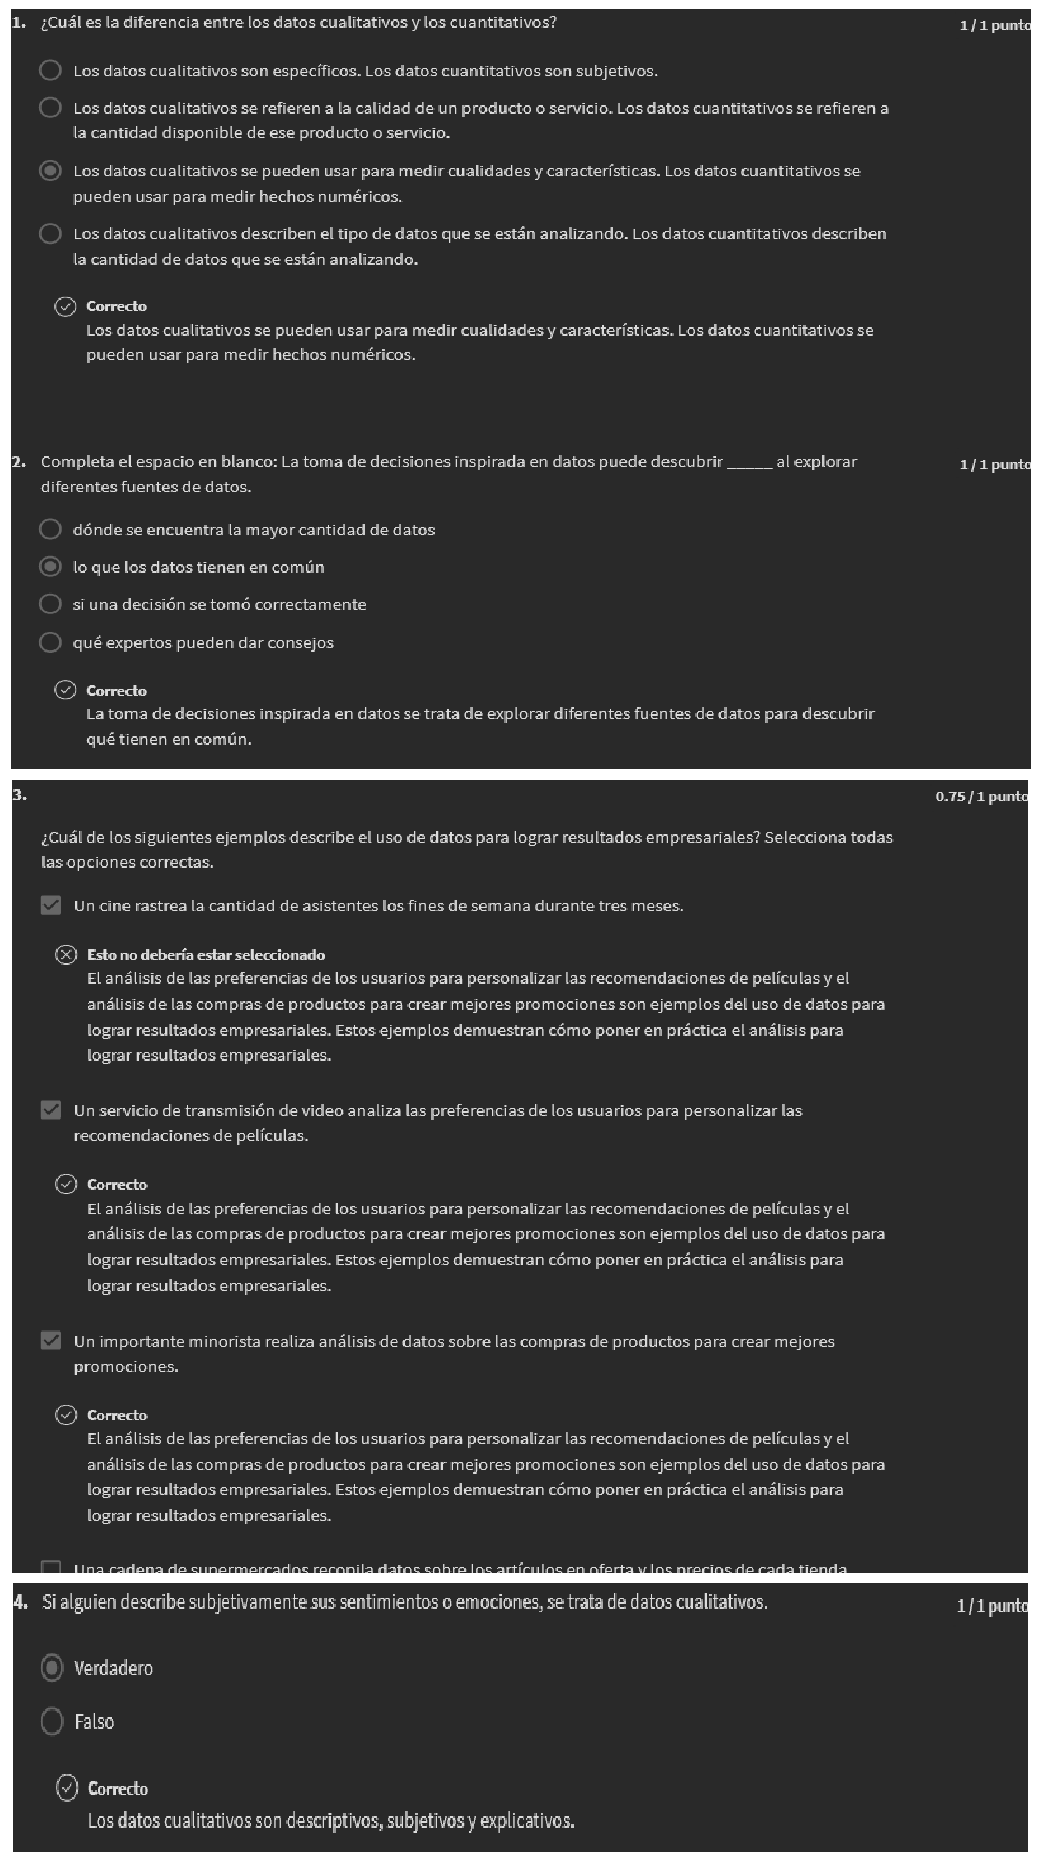 1. ¿Cuál es la diferencia entre los datos cualitativos y los cuantitativos?
1 / 1 punto
Los datos cualitativos son específicos. Los datos cuantitativos son subjetivos.
Los datos cualitativos se refieren a la calidad de un producto o servicio. Los datos cuantitativos se refieren a
la cantidad disponible de ese producto o servicio.
Los datos cualitativos se pueden usar para medir cualidades y características. Los datos cuantitativos se
pueden usar para medir hechos numéricos.
Los datos cualitativos describen el tipo de datos que se están analizando. Los datos cuantitativos describen
la cantidad de datos que se están analizando.
Correcto
Los datos cualitativos se pueden usar para medir cualidades y características. Los datos cuantitativos se
pueden usar para medir hechos numéricos.
2. Completa el espacio en blanco: La toma de decisiones inspirada en datos puede descubrir _____ al explorar
1 / 1 punto
diferentes fuentes de datos.
dónde se encuentra la mayor cantidad de datos
lo que los datos tienen en común
si una decisión se tomó correctamente
qué expertos pueden dar consejos
Correcto
La toma de decisiones inspirada en datos se trata de explorar diferentes fuentes de datos para descubrir
qué tienen en común.
3.
0.75 / 1 punto
¿Cuál de los siguientes ejemplos describe el uso de datos para lograr resultados empresariales? Selecciona todas
las opciones correctas.
Un cine rastrea la cantidad de asistentes los fines de semana durante tres meses.
Esto no debería estar seleccionado
El análisis de las preferencias de los usuarios para personalizar las recomendaciones de películas y el
análisis de las compras de productos para crear mejores promociones son ejemplos del uso de datos para
lograr resultados empresariales. Estos ejemplos demuestran cómo poner en práctica el análisis para
lograr resultados empresariales.
Un servicio de transmisión de video analiza las preferencias de los usuarios para personalizar las
recomendaciones de películas.
Correcto
El análisis de las preferencias de los usuarios para personalizar las recomendaciones de películas y el
análisis de las compras de productos para crear mejores promociones son ejemplos del uso de datos para
lograr resultados empresariales. Estos ejemplos demuestran cómo poner en práctica el análisis para
lograr resultados empresariales.
Un importante minorista realiza análisis de datos sobre las compras de productos para crear mejores
promociones.
Correcto
El análisis de las preferencias de los usuarios para personalizar las recomendaciones de películas y el
análisis de las compras de productos para crear mejores promociones son ejemplos del uso de datos para
lograr resultados empresariales. Estos ejemplos demuestran cómo poner en práctica el análisis para
lograr resultados empresariales.
Una cadena de supermercados recopila datos sobre los artículos en oferta y los precios de cada tienda
4. Si alguien describe subjetivamente sus sentimientos o emociones, se trata de datos cualitativos.
1 / 1 punto
Verdadero
Falso
Correcto
Los datos cualitativos son descriptivos, subjetivos y explicativos.